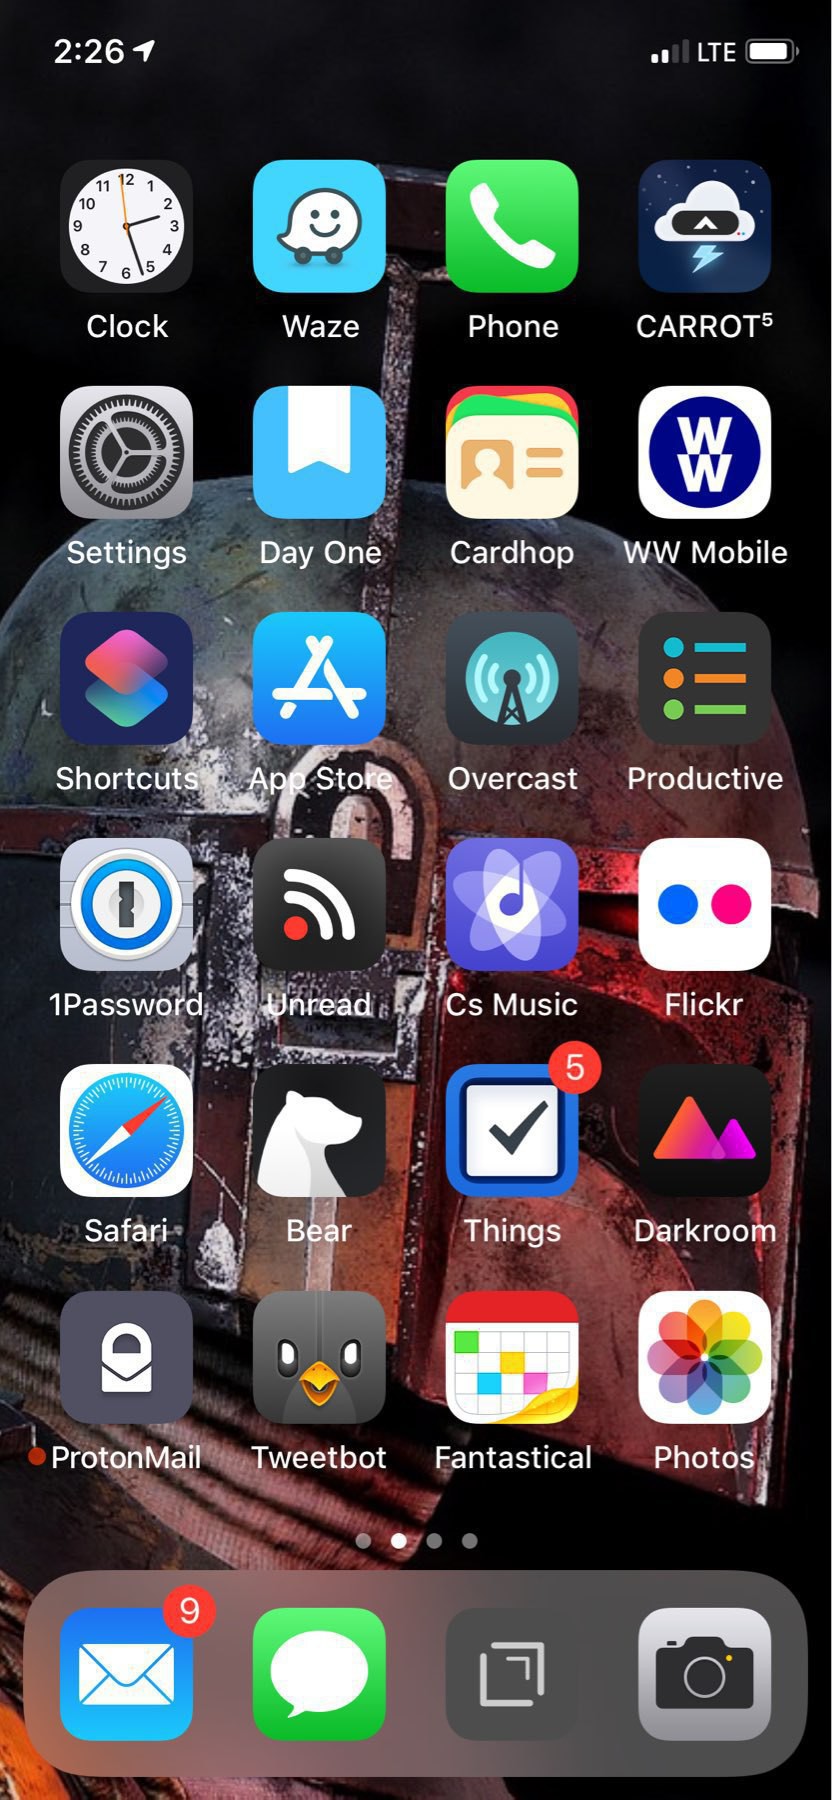 2:26 LTE
12
11 1
10 2
9 3
8 4
7 5
6
Clock Waze Phone CARROT⁵
W
W
Settings Day One Cardhop WW Mobile
Shortcuts App Store Overcast Productive
1Password Unread Cs Music Flickr
5
Safari Bear Things Darkroom
ProtonMail Tweetbot Fantastical Photos
9